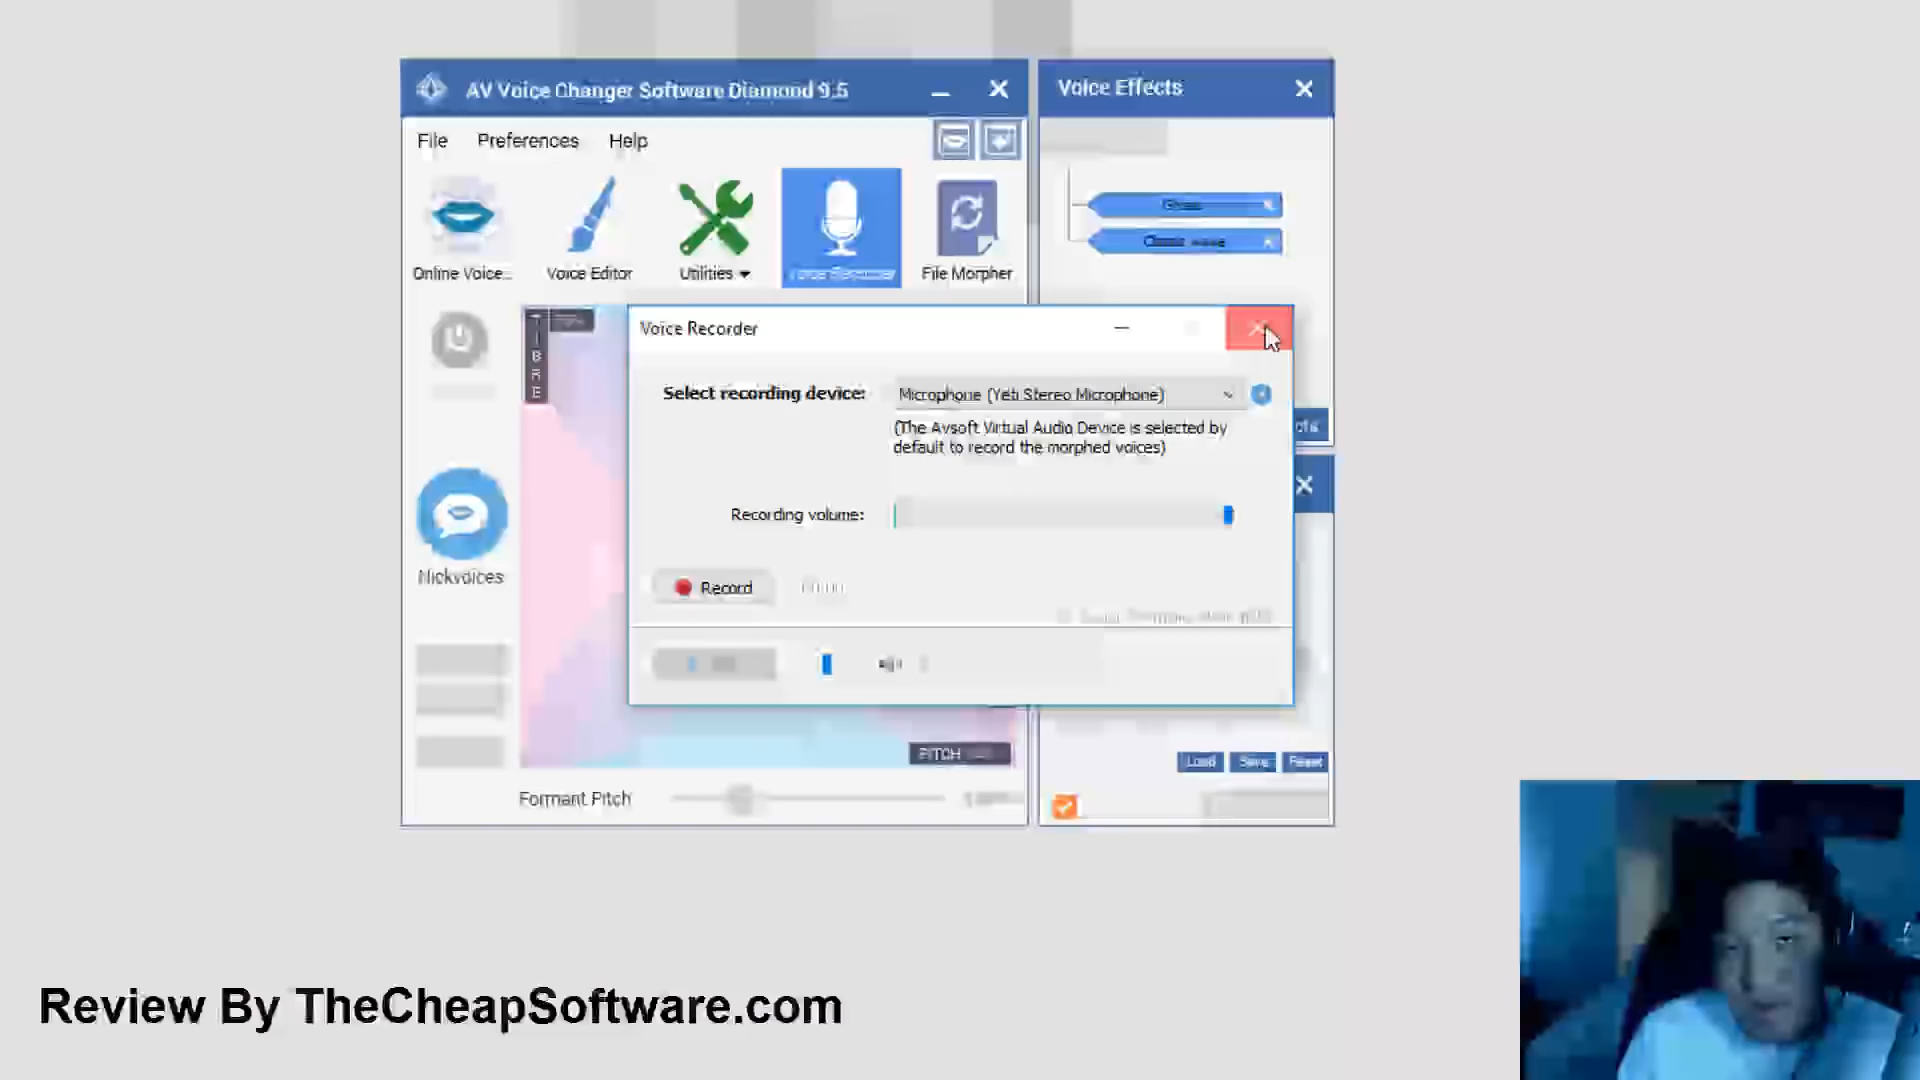 AV Voice Changer Software Diamond 9.5
Voice Effects
File Preferences Help
Online Voice...
Voice Editor
Utilities
Voice Recorder
File Morpher
Voice Recorder
Select recording device:
Microphone (Yeti Stereo Microphone)
(The Avsoft Virtual Audio Device is selected by
default to record the morphed voices)
Recording volume:
Record
Nickvoices
PITCH
Load Save Reset
Formant Pitch
Review By TheCheapSoftware.com